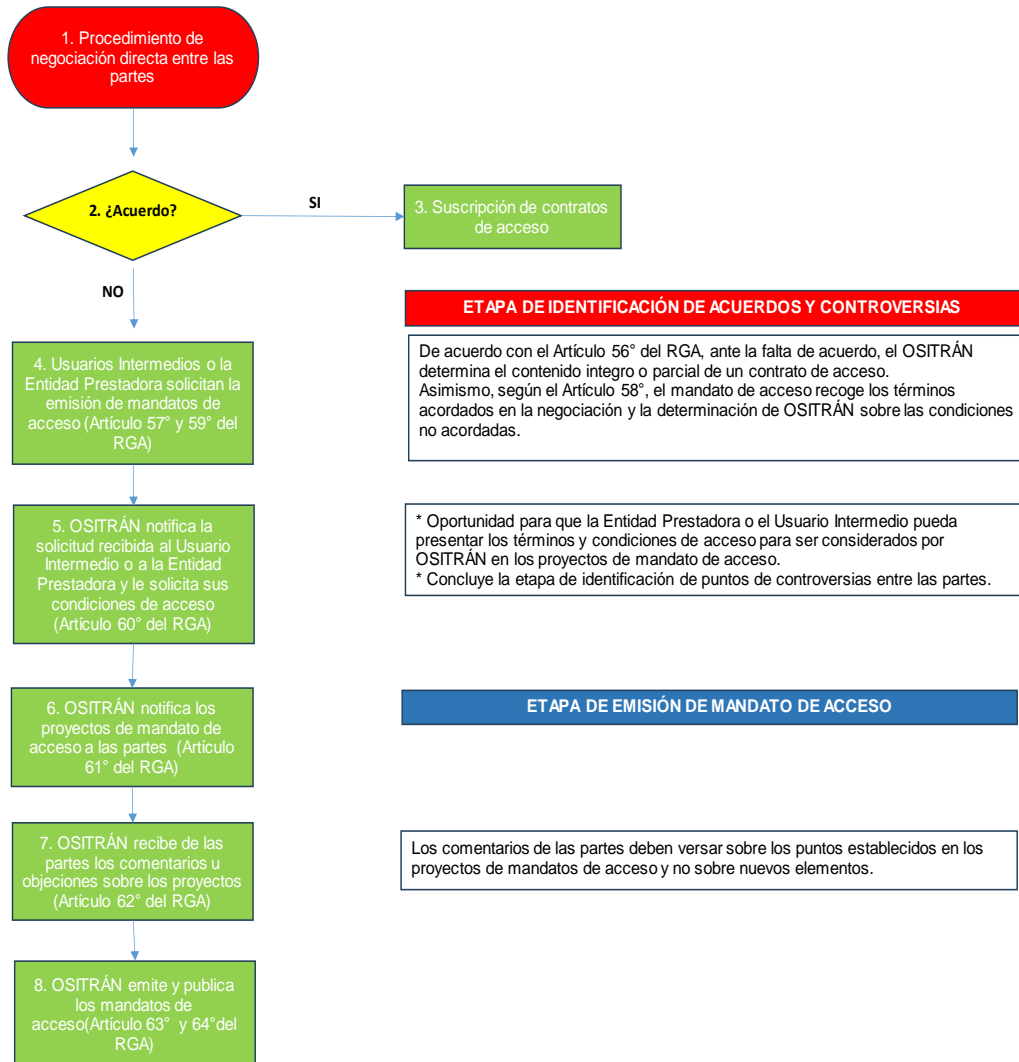 1. Procedimiento de
negociación directa entre las
partes
2. ¿Acuerdo?
SI
3. Suscripción de contratos
de acceso
NO
ETAPA DE IDENTIFICACIÓN DE ACUERDOS Y CONTROVERSIAS
4. Usuarios Intermedios o la
Entidad Prestadora solicitan la
emisión de mandatos de
acceso (Artículo 57° y 59° del
RGA)
De acuerdo con el Artículo 56° del RGA, ante la falta de acuerdo, el OSITRÁN
determina el contenido integro o parcial de un contrato de acceso.
Asimismo, según el Artículo 58°, el mandato de acceso recoge los términos
acordados en la negociación y la determinación de OSITRÁN sobre las condiciones
no acordadas.
5. OSITRÁN notifica la
solicitud recibida al Usuario
Intermedio o a la Entidad
Prestadora y le solicita sus
condiciones de acceso
(Artículo 60° del RGA)
* Oportunidad para que la Entidad Prestadora o el Usuario Intermedio pueda
presentar los términos y condiciones de acceso para ser considerados por
OSITRÁN en los proyectos de mandato de acceso.
* Concluye la etapa de identificación de puntos de controversias entre las partes.
6. OSITRÁN notifica los
proyectos de mandato de
acceso a las partes (Artículo
61° del RGA)
ETAPA DE EMISIÓN DE MANDATO DE ACCESO
7. OSITRÁN recibe de las
partes los comentarios u
objeciones sobre los proyectos
(Artículo 62° del RGA)
Los comentarios de las partes deben versar sobre los puntos establecidos en los
proyectos de mandatos de acceso y no sobre nuevos elementos.
8. OSITRÁN emite y publica
los mandatos de
acceso(Artículo 63° y 64°del
RGA)